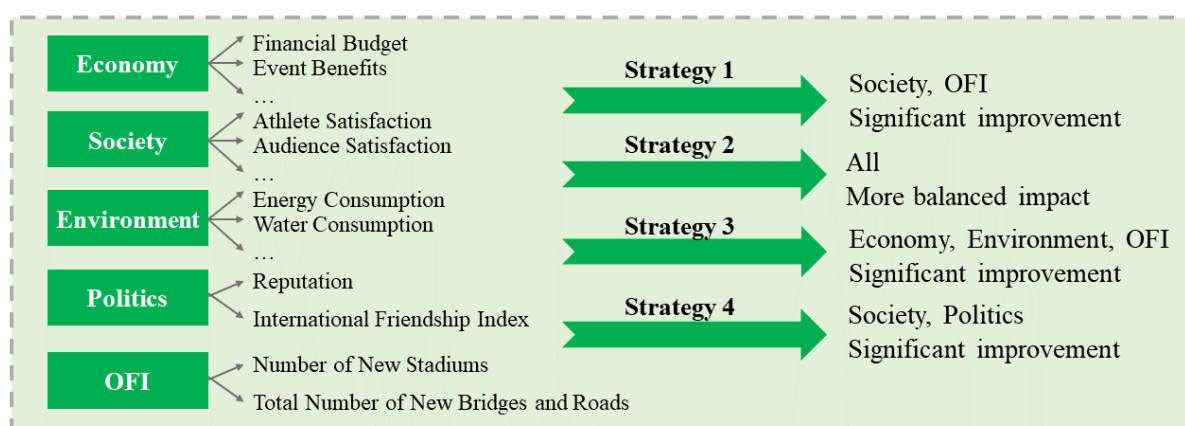 Economy
Financial Budget
Event Benefits
…
Society
Athlete Satisfaction
Audience Satisfaction
…
Environment
Energy Consumption
Water Consumption
…
Politics
Reputation
International Friendship Index
OFI
Number of New Stadiums
Total Number of New Bridges and Roads
Strategy 1
Society, OFI
Significant improvement
Strategy 2
All
More balanced impact
Strategy 3
Economy, Environment, OFI
Significant improvement
Strategy 4
Society, Politics
Significant improvement